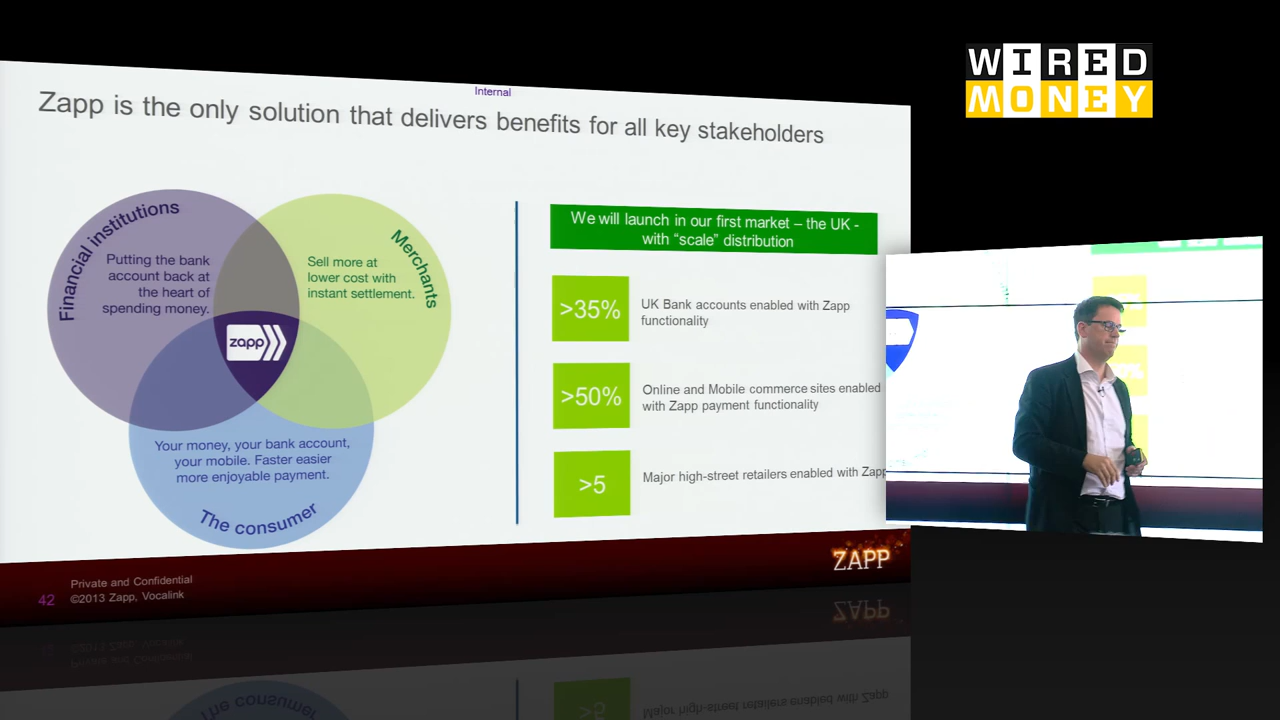 WIRED
MONEY
Internal
Zapp is the only solution that delivers benefits for all key stakeholders
Financial institutions
Putting the bank
account back at
the heart of
spending money.
Merchants
Sell more at
lower cost with
instant settlement.
zapp
Your money, your bank account,
your mobile. Faster easier
more enjoyable payment.
The consumer
We will launch in our first market – the UK -
with “scale” distribution
>35%
UK Bank accounts enabled with Zapp
functionality
>50%
Online and Mobile commerce sites enabled
with Zapp payment functionality
>5
Major high-street retailers enabled with Zapp
42
Private and Confidential
©2013 Zapp, Vocalink
ZAPP